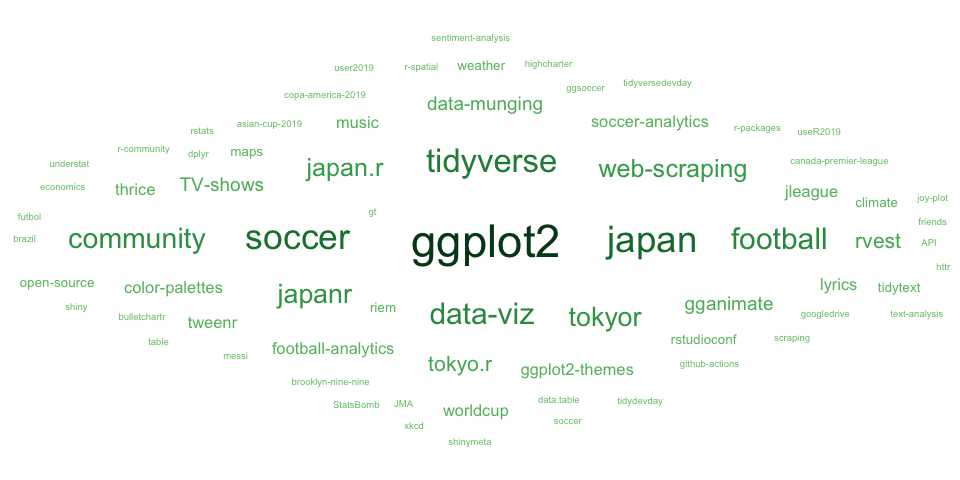 sentiment-analysis
user2019 r-spatial weather highcharter
ggsoccer tidyversedevday
copa-america-2019 data-munging
rstats asian-cup-2019 music soccer-analytics r-packages useR2019
r-community dplyr maps
understat japan.r tidyverse web-scraping canada-premier-league
economics thrice TV-shows jleague climate joy-plot
futbol gt friends
brazil community soccer ggplot2 japan football rvest API
httr
open-source color-palettes japanr lyrics tidytext
shiny riem gganimate
bulletchartr tweenr data-viz tokyor googledrive text-analysis
table rstudioconf scraping
messi football-analytics
tokyo.r ggplot2-themes github-actions
brooklyn-nine-nine
StatsBomb JMA worldcup data.table tidydevday
xkcd soccer
shinymeta